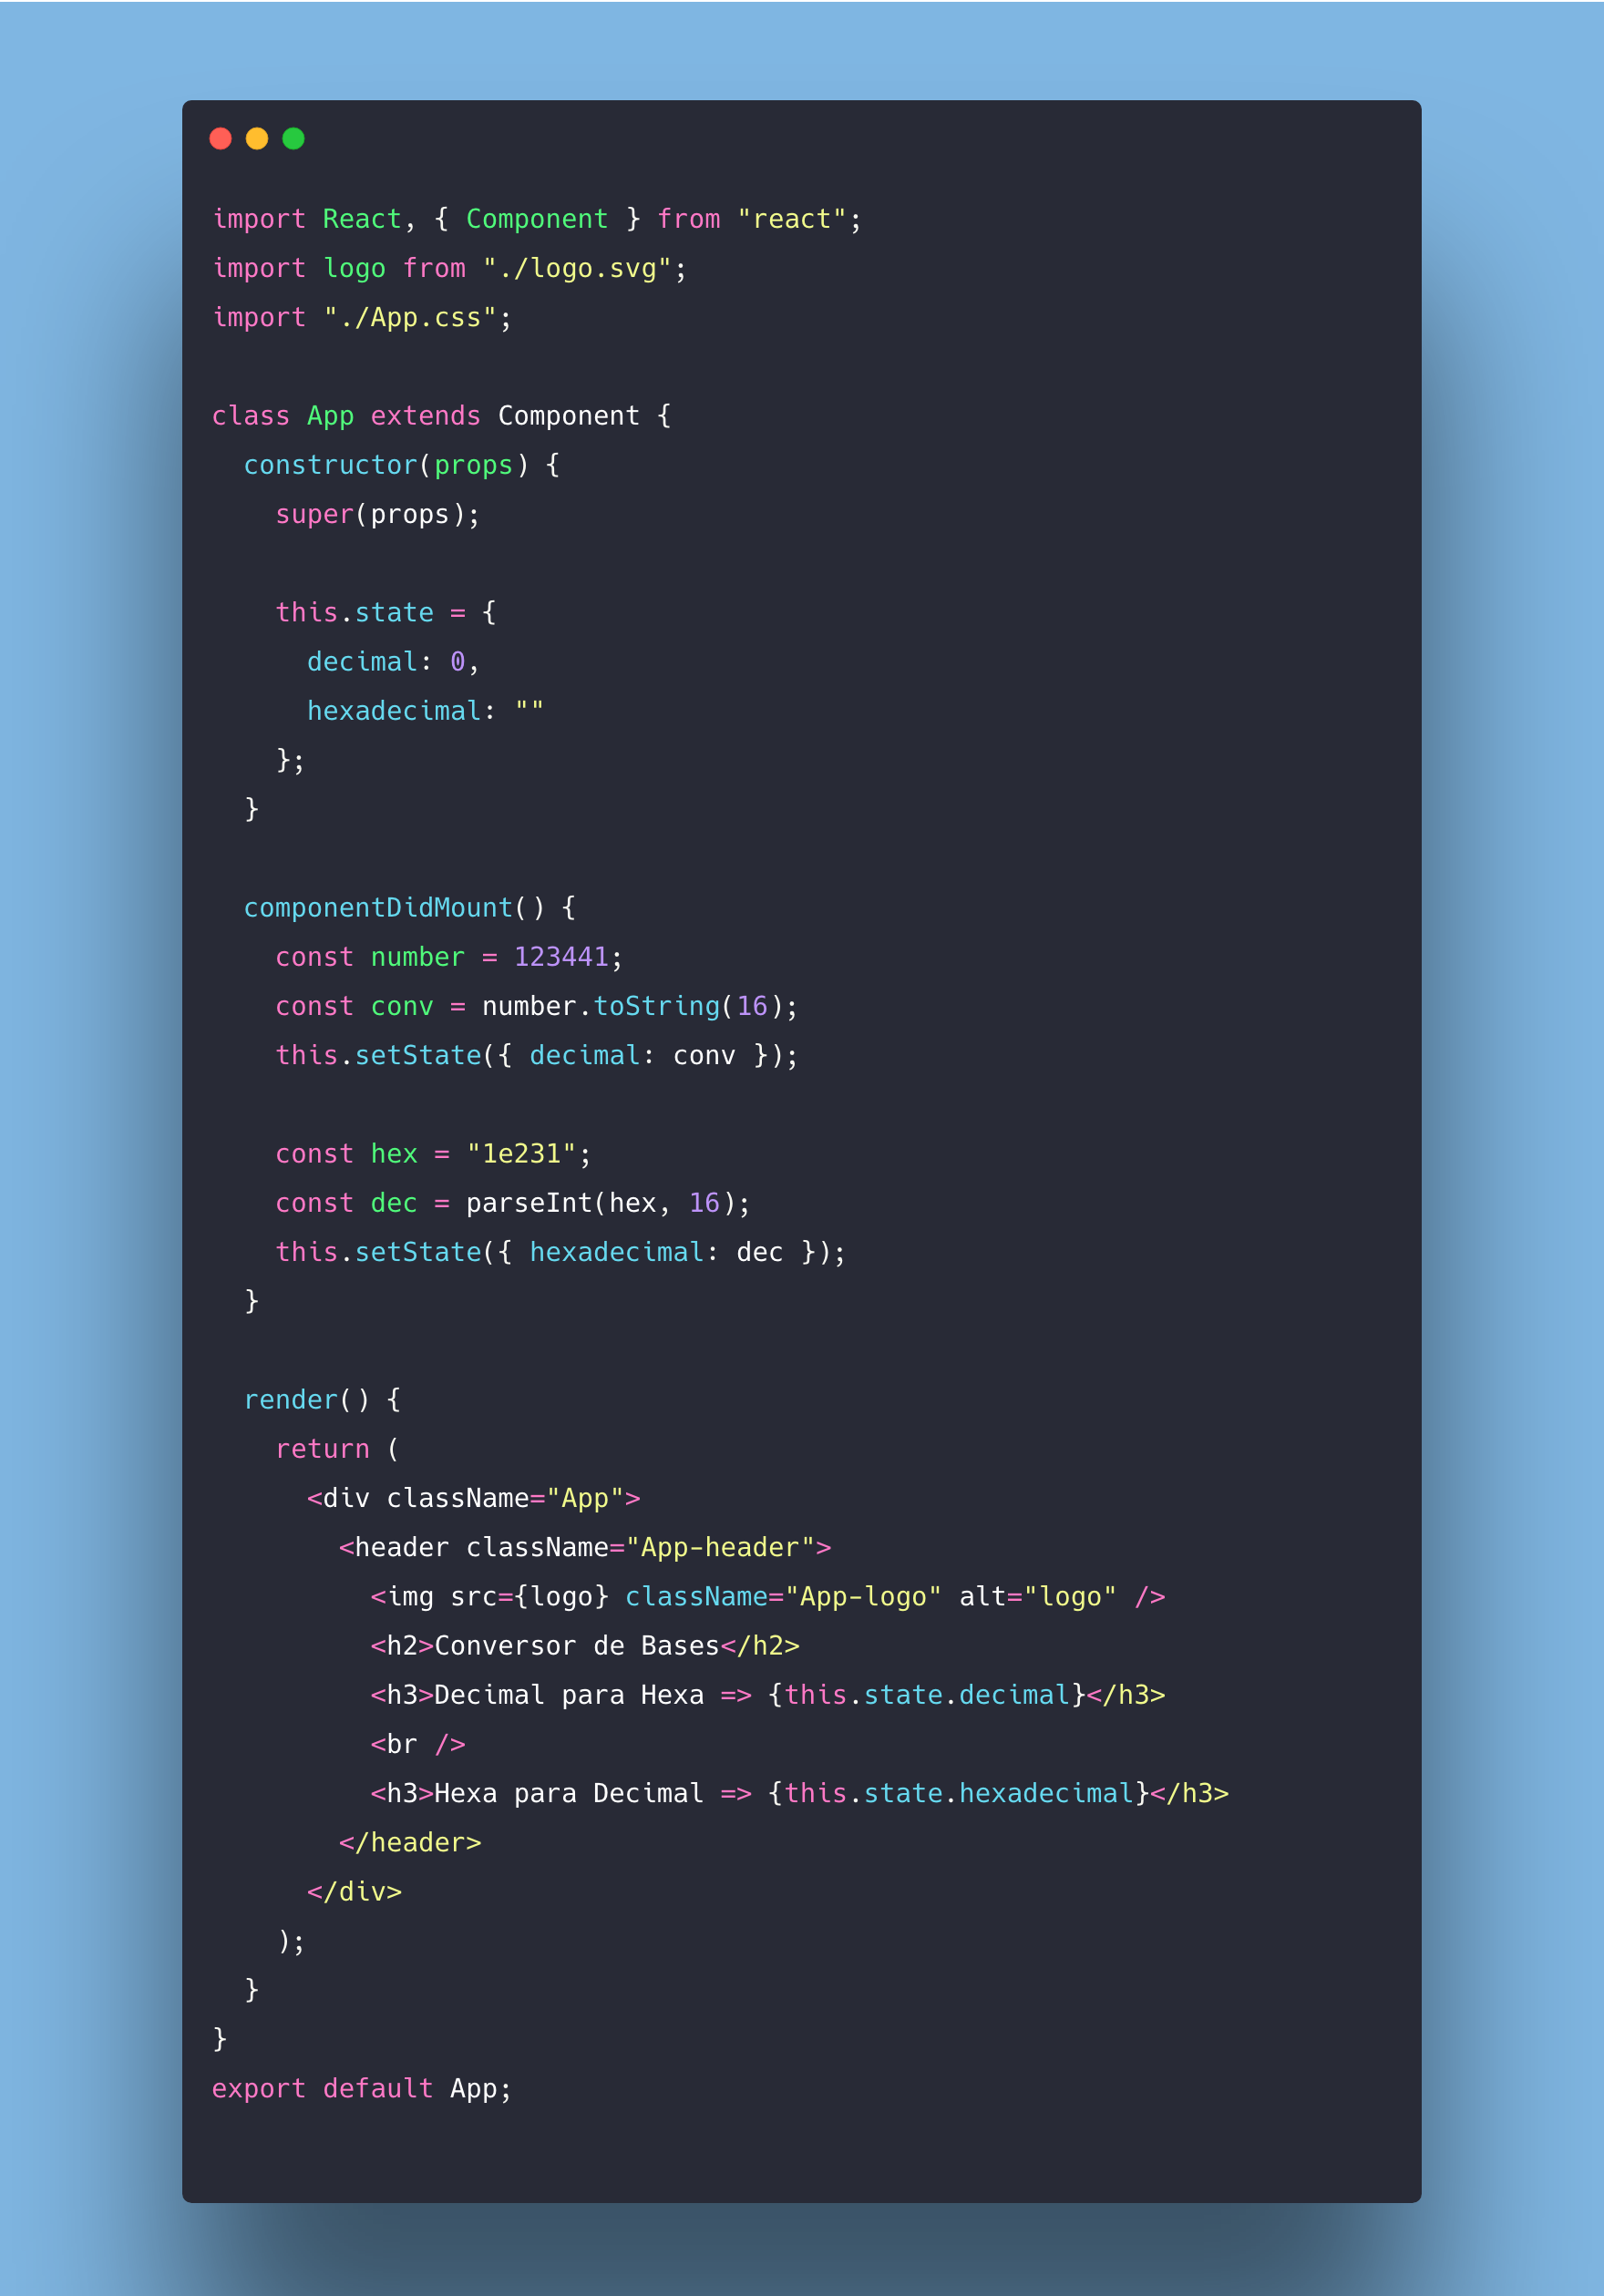 import React, { Component } from "react";
import logo from "./logo.svg";
import "./App.css";

class App extends Component {
  constructor(props) {
    super(props);

    this.state = {
      decimal: 0,
      hexadecimal: ""
    };
  }

  componentDidMount() {
    const number = 123441;
    const conv = number.toString(16);
    this.setState({ decimal: conv });

    const hex = "1e231";
    const dec = parseInt(hex, 16);
    this.setState({ hexadecimal: dec });
  }

  render() {
    return (
      <div className="App">
        <header className="App-header">
          <img src={logo} className="App-logo" alt="logo" />
          <h2>Conversor de Bases</h2>
          <h3>Decimal para Hexa => {this.state.decimal}</h3>
          <br />
          <h3>Hexa para Decimal => {this.state.hexadecimal}</h3>
        </header>
      </div>
    );
  }
}
export default App;